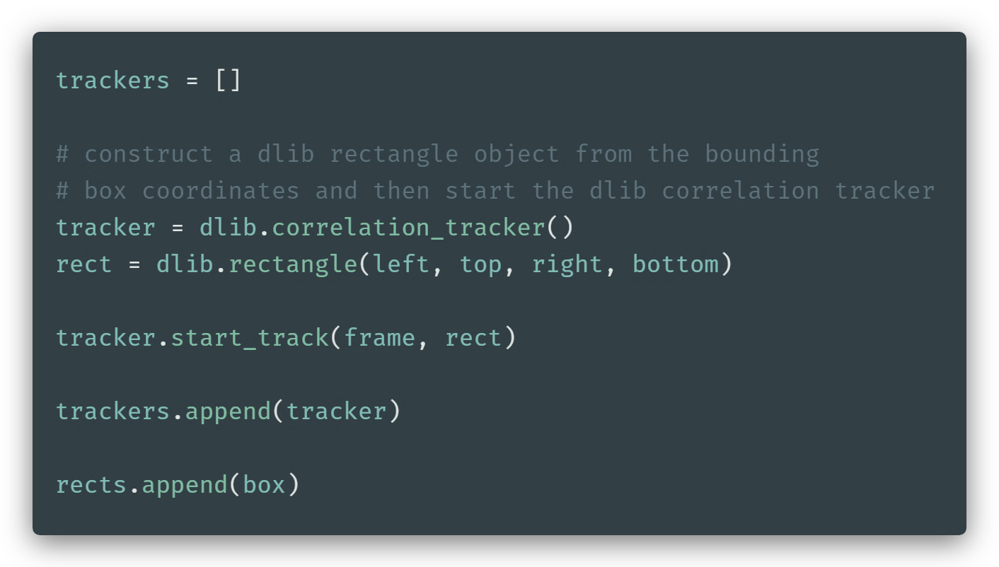 trackers = []
# construct a dlib rectangle object from the bounding
# box coordinates and then start the dlib correlation tracker
tracker = dlib.correlation_tracker()
rect = dlib.rectangle(left, top, right, bottom)
tracker.start_track(frame, rect)
trackers.append(tracker)
rects.append(box)